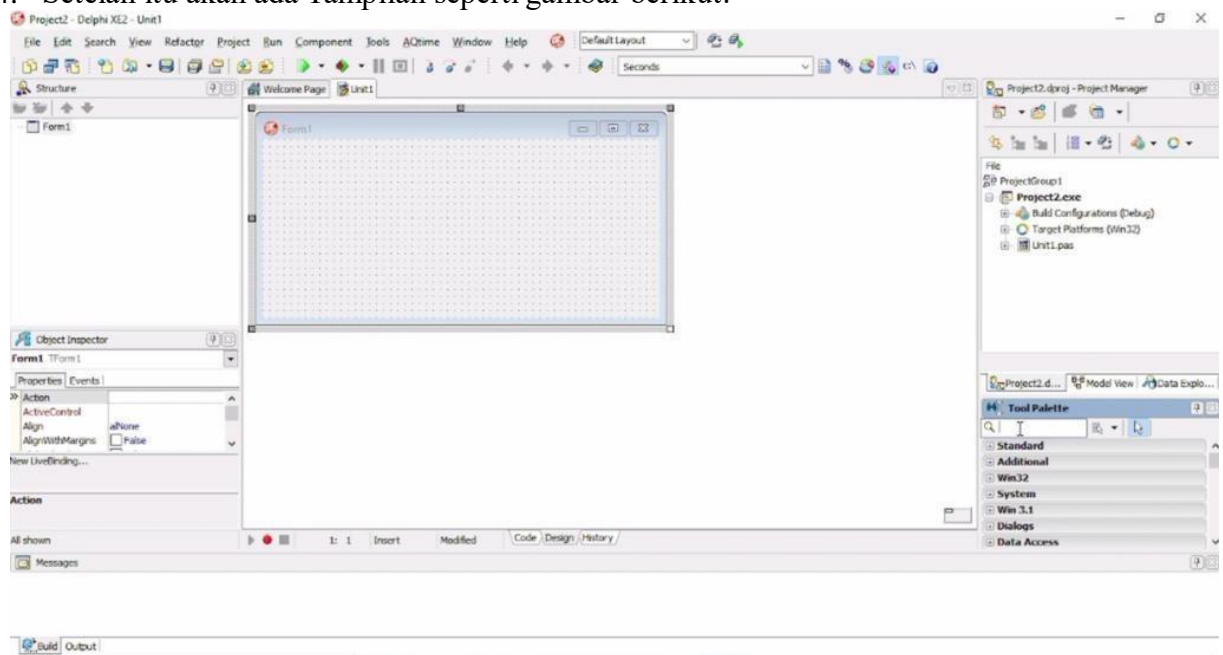 4. Setelah itu akan ada Tampilan seperti gambar berikut:
Project2 - Delphi XE2 - Unit1
File Edit Search View Refactor Project Run Component Tools AQtime Window Help Default Layout
Seconds
Structure
Form1
Welcome Page Unit1
Form1
Project2.dproj - Project Manager
File
ProjectGroup1
Project2.exe
Build Configurations (Debug)
Target Platforms (Win32)
Unit1.pas
Object Inspector
Form1 TForm1
Properties Events
Action
ActiveControl
Align alNone
AlignWithMargins False
New LiveBinding...
Action
All shown
1: 1 Insert Modified Code Design History
Project2.d... Model View Data Explo...
Tool Palette
Standard
Additional
Win32
System
Win 3.1
Dialogs
Data Access
Messages
Build Output